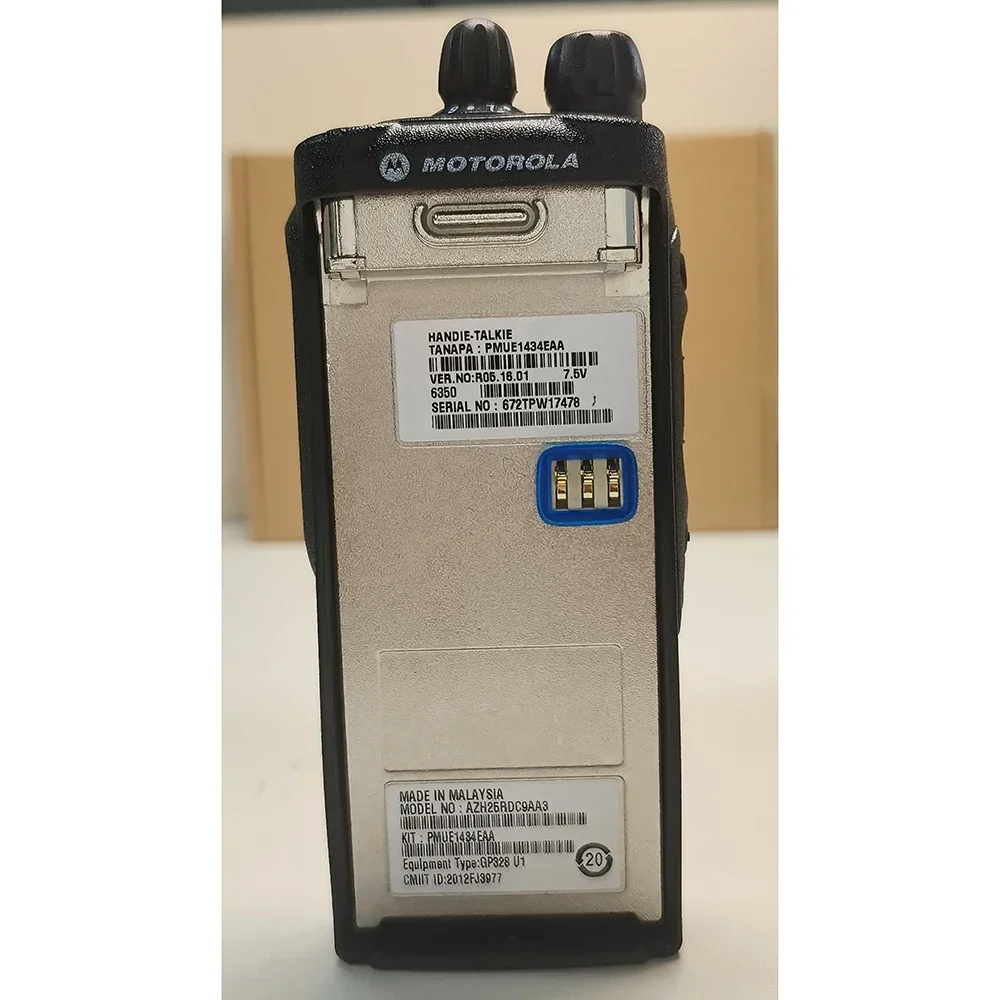 MOTOROLA
HANDIE-TALKIE
TANAPA : PMUE1434EAA
VER.NO:R05.16.01 7.5V
6350
SERIAL NO : 672TPW17478
MADE IN MALAYSIA
MODEL NO : AZH25RDC9AA3
KIT : PMUE1434EAA
Equipment Type:GP328 U1
CMIIT ID:2012FJ3977
20